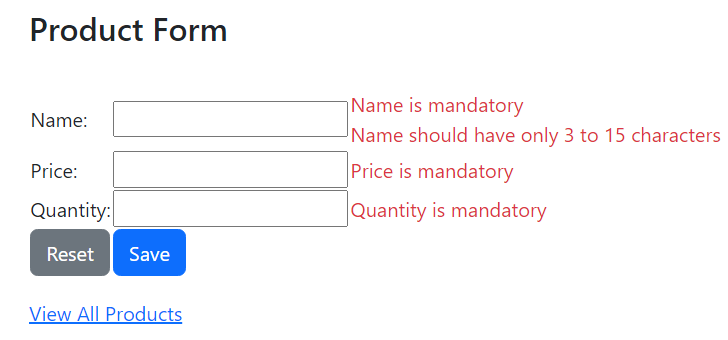 Product Form
Name is mandatory
Name:
Name should have only 3 to 15 characters
Price: Price is mandatory
Quantity: Quantity is mandatory
Reset Save
View All Products